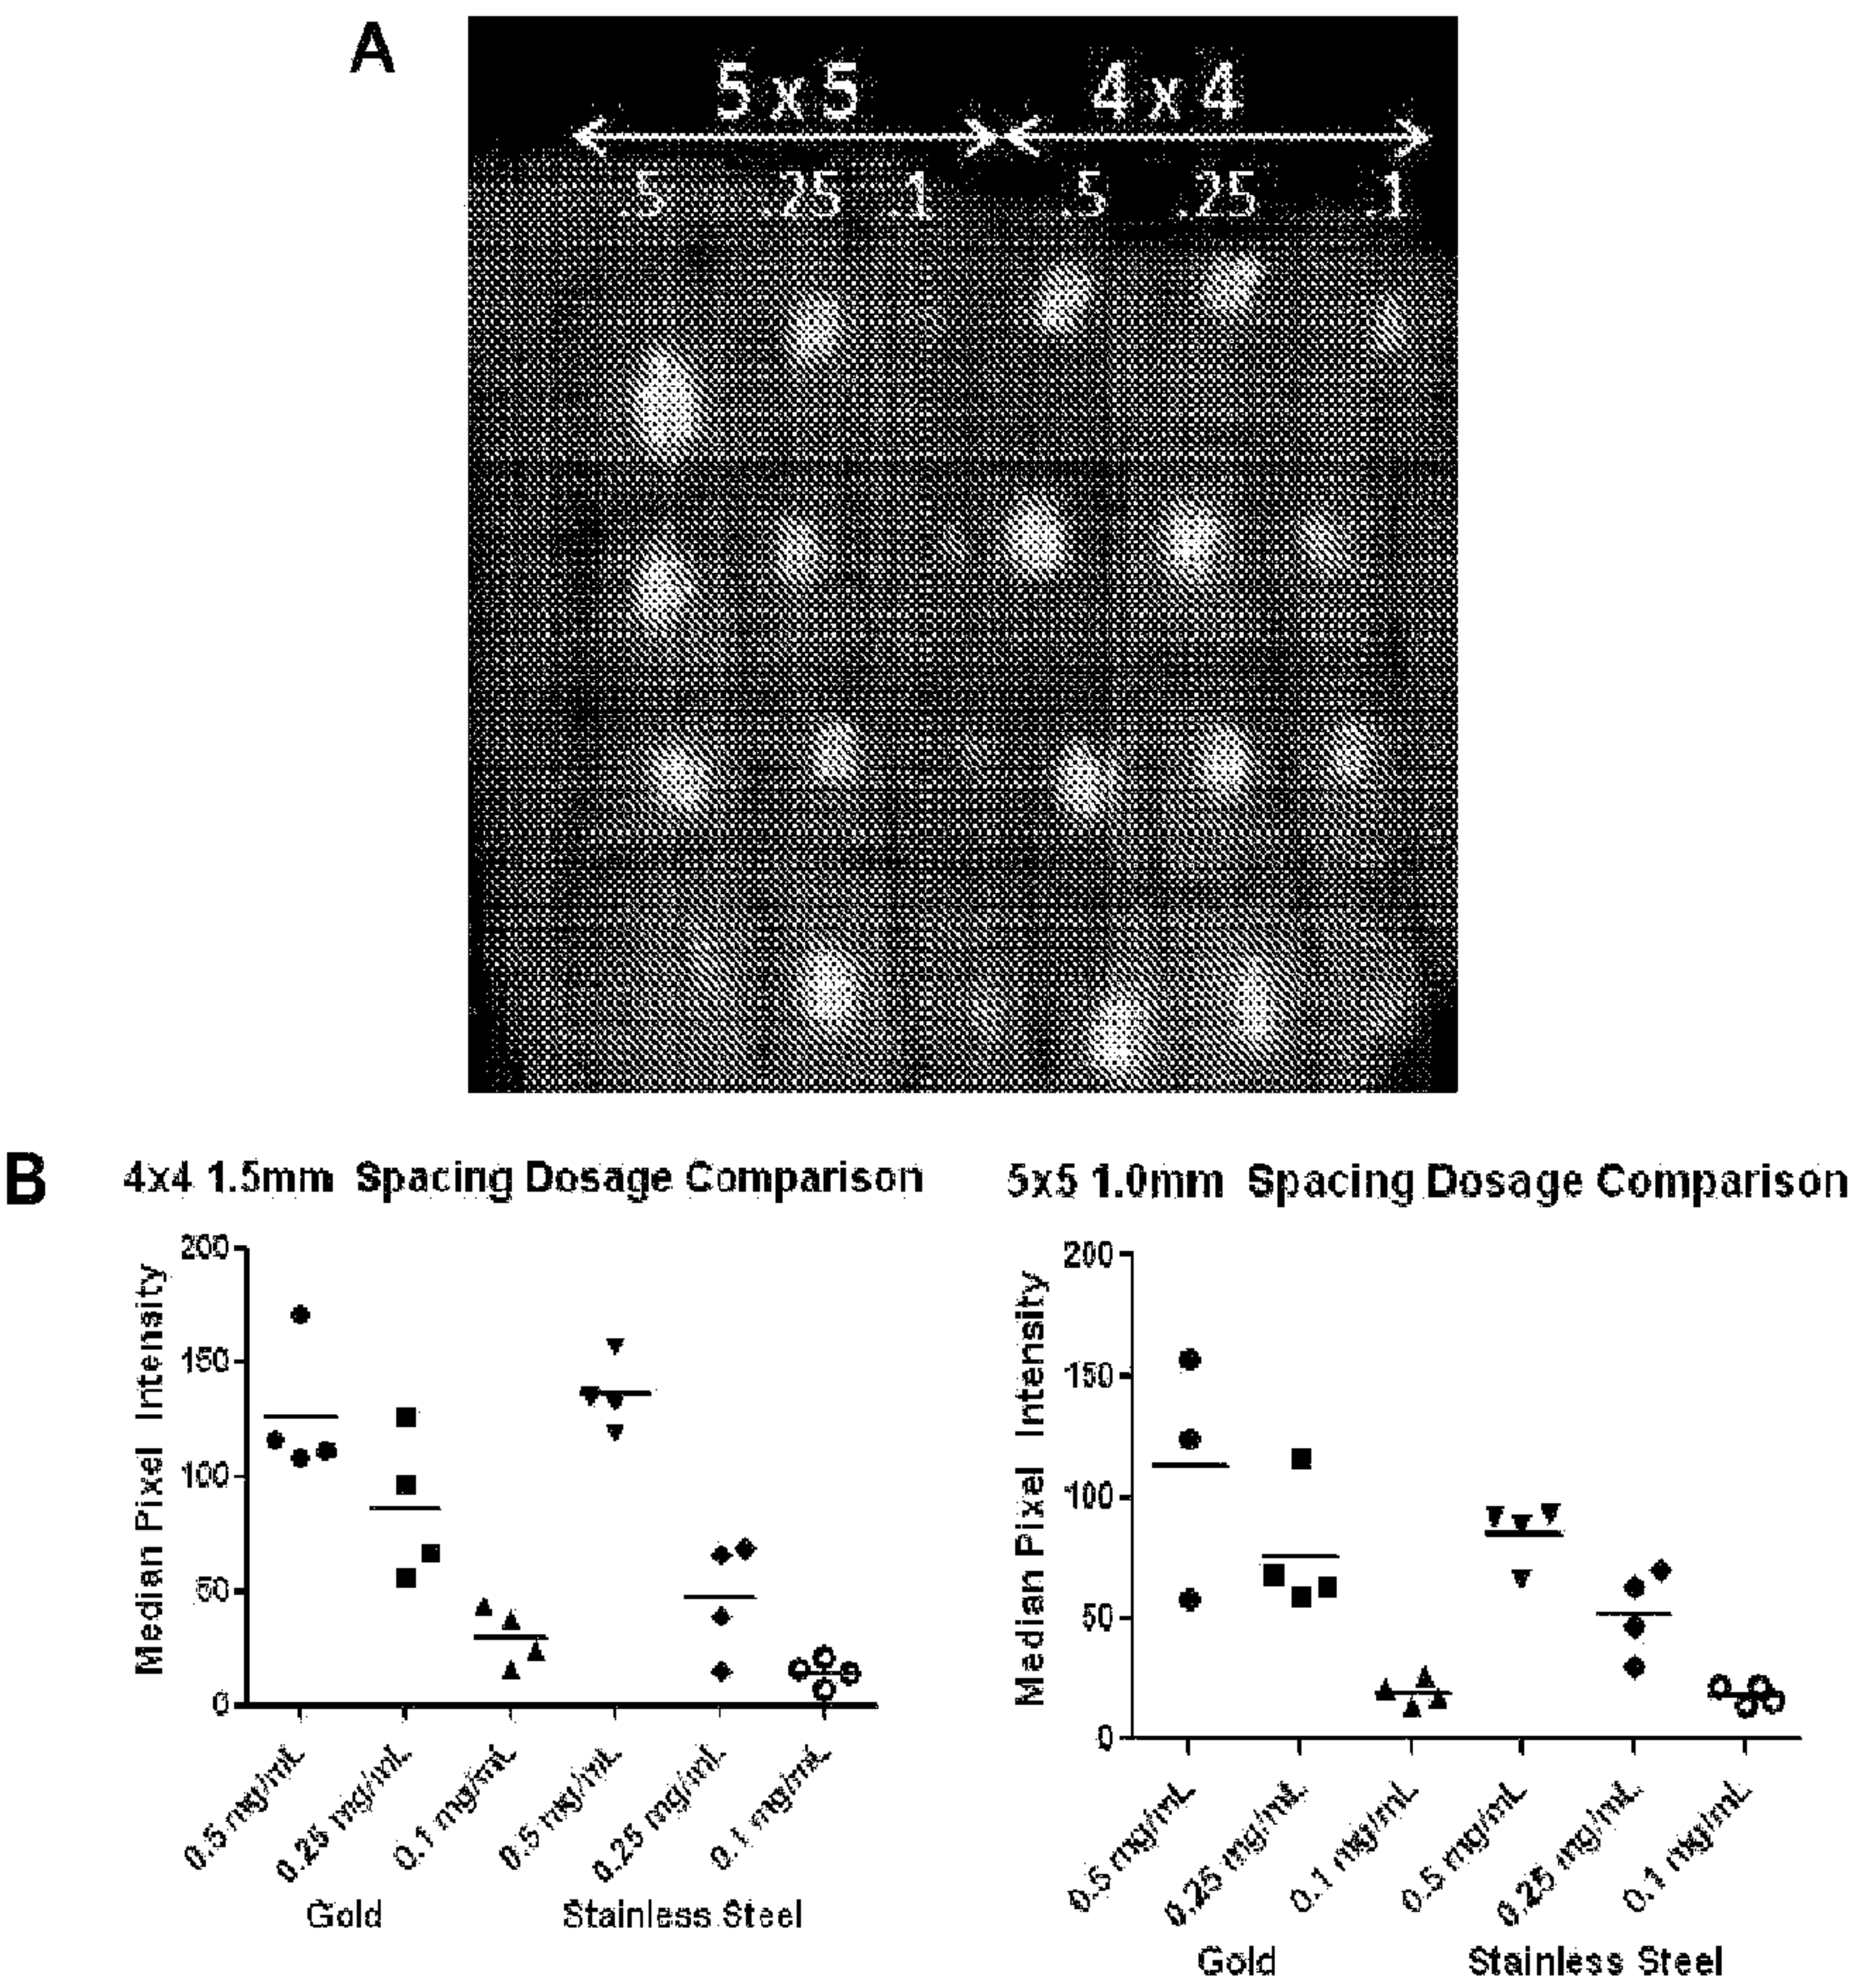 A
5 x 5 4 x 4
.5 .25 .1 .5 .25 .1
B
4x4 1.5mm Spacing Dosage Comparison
Median Pixel Intensity
200
150
100
50
0
0.5 mg/mL 0.25 mg/mL 0.1 mg/mL 0.5 mg/mL 0.25 mg/mL 0.1 mg/mL
Gold Stainless Steel
5x5 1.0mm Spacing Dosage Comparison
Median Pixel Intensity
200
150
100
50
0
0.5 mg/mL 0.25 mg/mL 0.1 mg/mL 0.5 mg/mL 0.25 mg/mL 0.1 mg/mL
Gold Stainless Steel